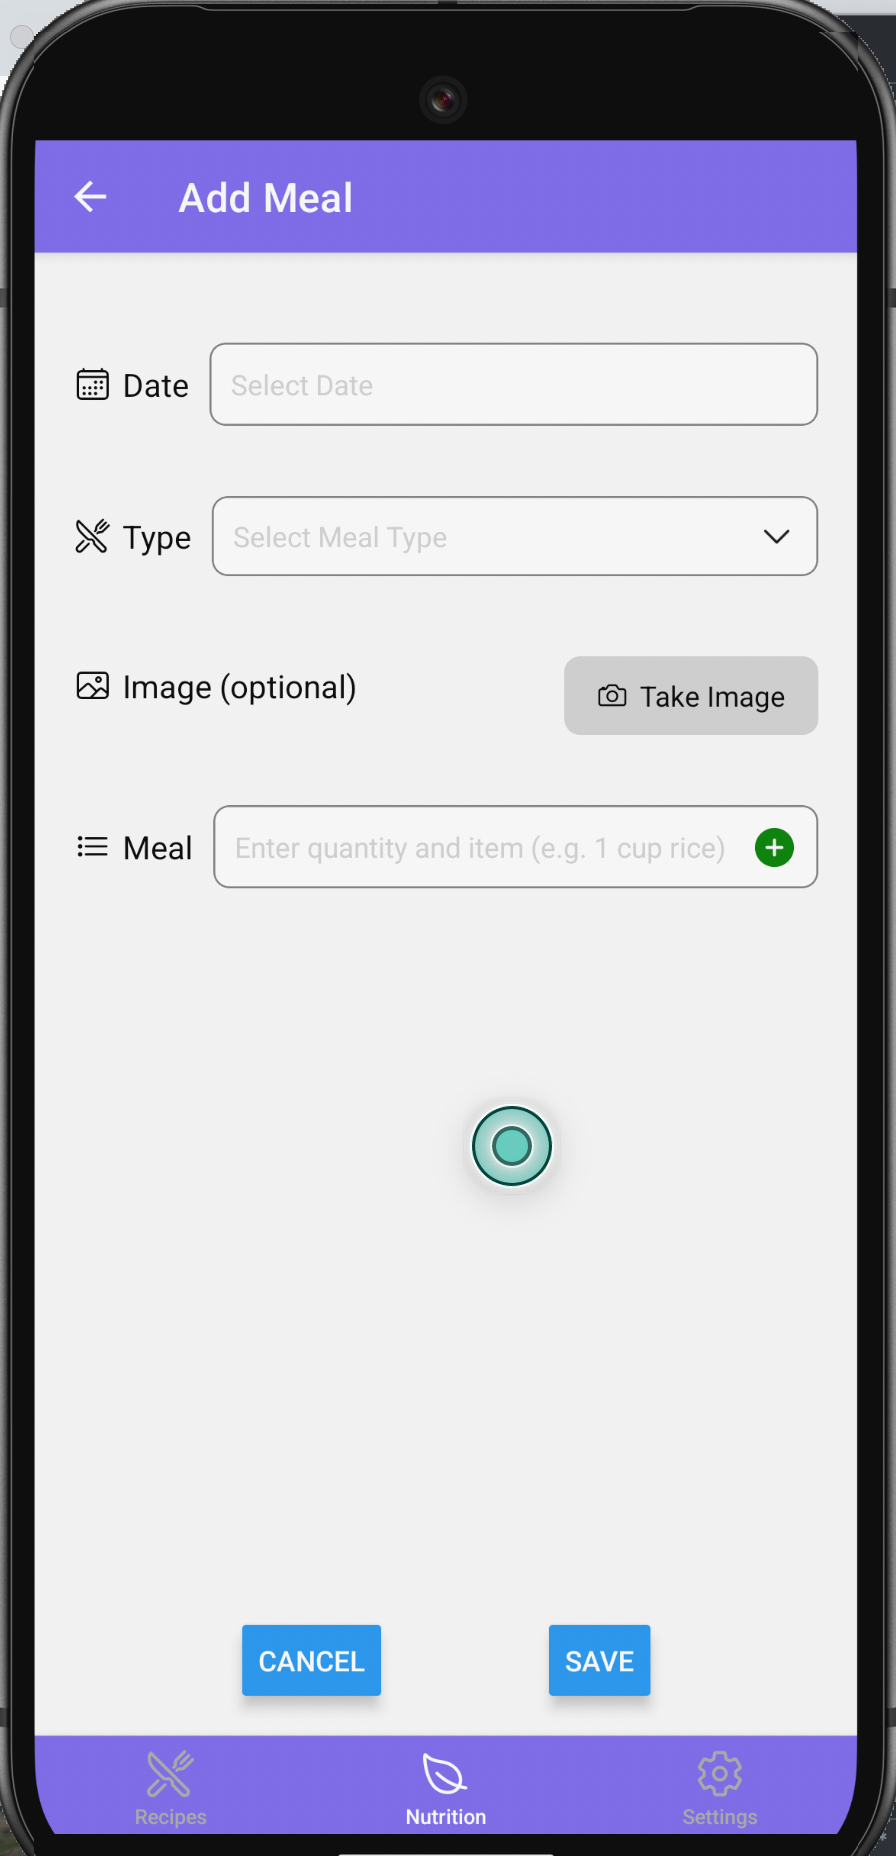 Add Meal
Date
Select Date
Type
Select Meal Type
Image (optional)
Take Image
Meal
Enter quantity and item (e.g. 1 cup rice)
CANCEL
SAVE
Recipes
Nutrition
Settings